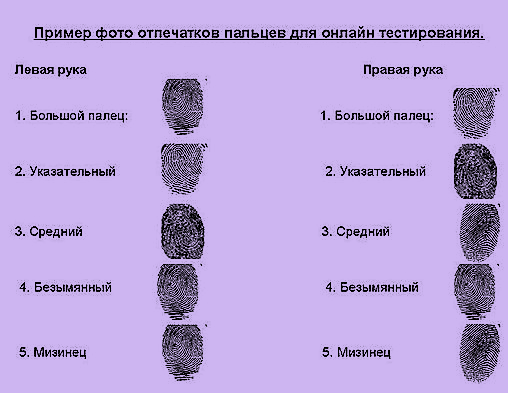 Пример фото отпечатков пальцев для онлайн тестирования.
Левая рука
Правая рука
1. Большой палец:
1. Большой палец:
2. Указательный
2. Указательный
3. Средний
3. Средний
4. Безымянный
4. Безымянный
5. Мизинец
5. Мизинец